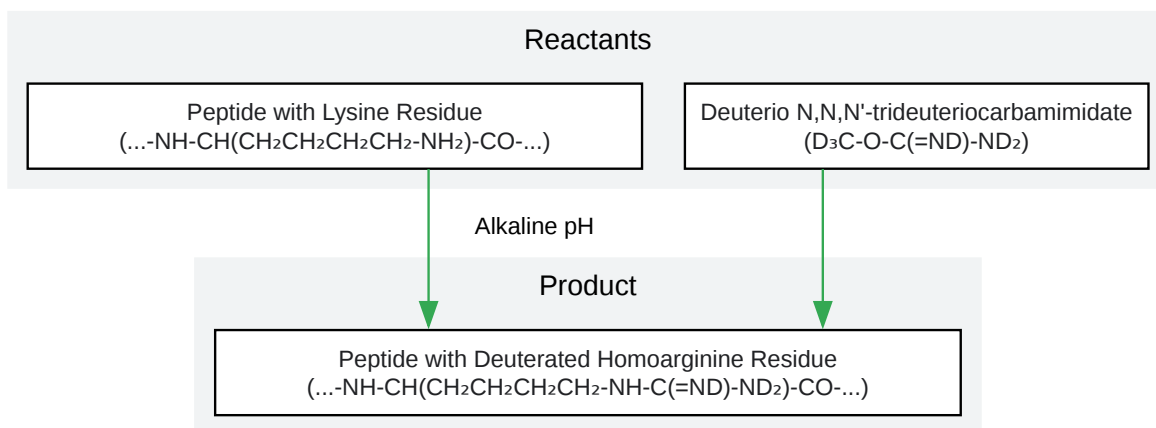 Reactants
Peptide with Lysine Residue
(...-NH-CH(CH₂CH₂CH₂CH₂-NH₂)-CO-...)
Deuterio N,N,N'-trideuteriocarbamimidate
(D₃C-O-C(=ND)-ND₂)
Alkaline pH
Product
Peptide with Deuterated Homoarginine Residue
(...-NH-CH(CH₂CH₂CH₂CH₂-NH-C(=ND)-ND₂)-CO-...)